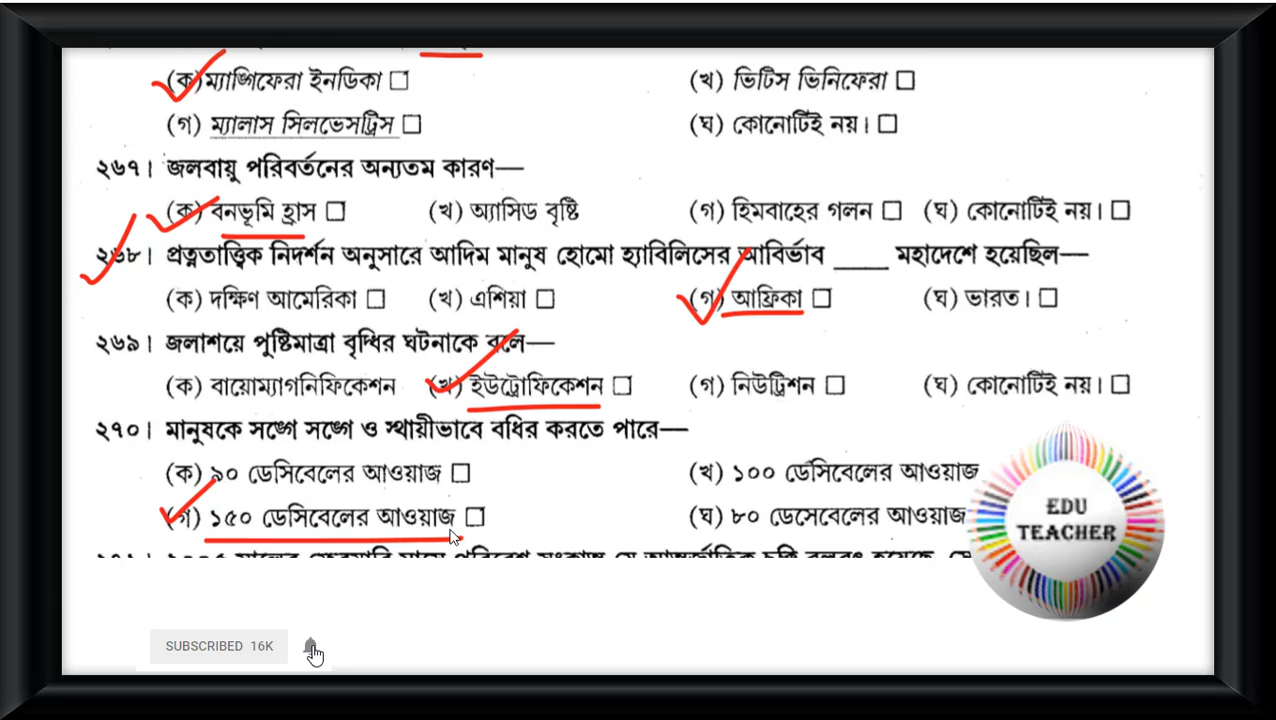 (ক) ম্যাঙ্গিফেরা ইনডিকা □ (খ) ভিটিস ভিনিফেরা □
(গ) ম্যালাস সিলভেসট্রিস □ (ঘ) কোনোটিই নয়। □
২৬৭। জলবায়ু পরিবর্তনের অন্যতম কারণ—
(ক) বনভূমি হ্রাস □ (খ) অ্যাসিড বৃষ্টি (গ) হিমবাহের গলন □ (ঘ) কোনোটিই নয়। □
২৬৮। প্রত্নতাত্ত্বিক নিদর্শন অনুসারে আদিম মানুষ হোমো হ্যাবিলিসের আবির্ভাব ____ মহাদেশে হয়েছিল—
(ক) দক্ষিণ আমেরিকা □ (খ) এশিয়া □ (গ) আফ্রিকা □ (ঘ) ভারত। □
২৬৯। জলাশয়ে পুষ্টিমাত্রা বৃদ্ধির ঘটনাকে বলে—
(ক) বায়োম্যাগনিফিকেশন (খ) ইউট্রোফিকেশন □ (গ) নিউট্রিশন □ (ঘ) কোনোটিই নয়। □
২৭০। মানুষকে সঙ্গে সঙ্গে ও স্থায়ীভাবে বধির করতে পারে—
(ক) ৯০ ডেসিবেলের আওয়াজ □ (খ) ১০০ ডেসিবেলের আওয়াজ
(গ) ১৫০ ডেসিবেলের আওয়াজ □ (ঘ) ৮০ ডেসেবেলের আওয়াজ
EDU
TEACHER
SUBSCRIBED 16K